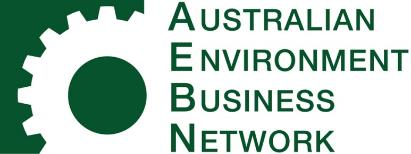 AUSTRALIAN
ENVIRONMENT
BUSINESS
NETWORK